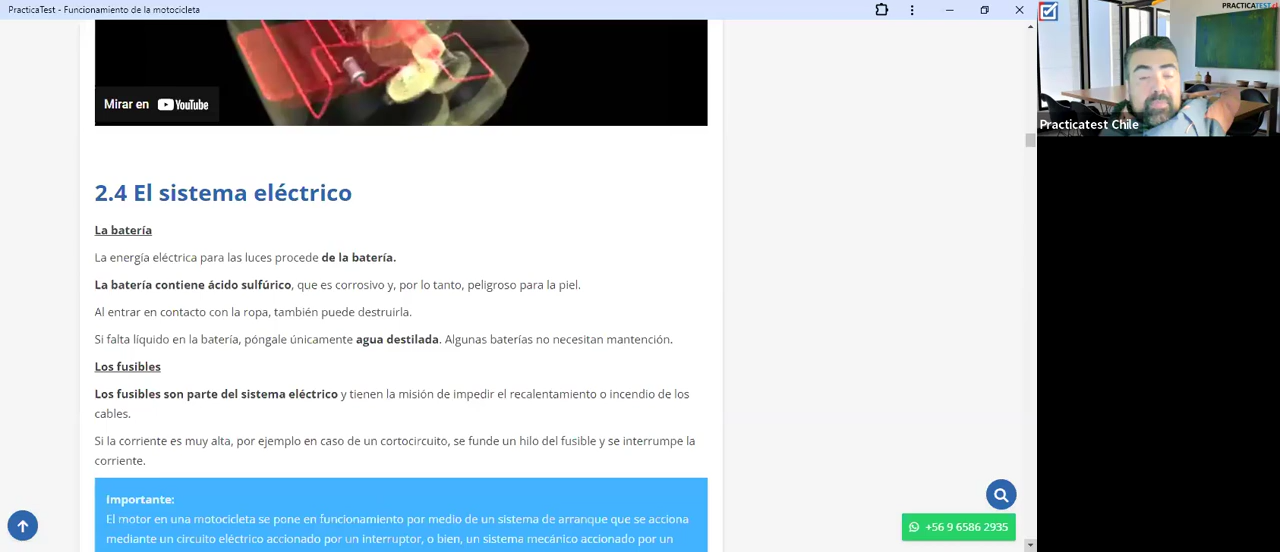 PracticaTest - Funcionamiento de la motocicleta
PRACTICATEST
Mirar en YouTube
Practicatest Chile
2.4 El sistema eléctrico
La batería
La energía eléctrica para las luces procede de la batería.
La batería contiene ácido sulfúrico, que es corrosivo y, por lo tanto, peligroso para la piel.
Al entrar en contacto con la ropa, también puede destruirla.
Si falta líquido en la batería, póngale únicamente agua destilada. Algunas baterías no necesitan mantención.
Los fusibles
Los fusibles son parte del sistema eléctrico y tienen la misión de impedir el recalentamiento o incendio de los
cables.
Si la corriente es muy alta, por ejemplo en caso de un cortocircuito, se funde un hilo del fusible y se interrumpe la
corriente.
Importante:
El motor en una motocicleta se pone en funcionamiento por medio de un sistema de arranque que se acciona
mediante un circuito eléctrico accionado por un interruptor, o bien, un sistema mecánico accionado por un
+56 9 6586 2935